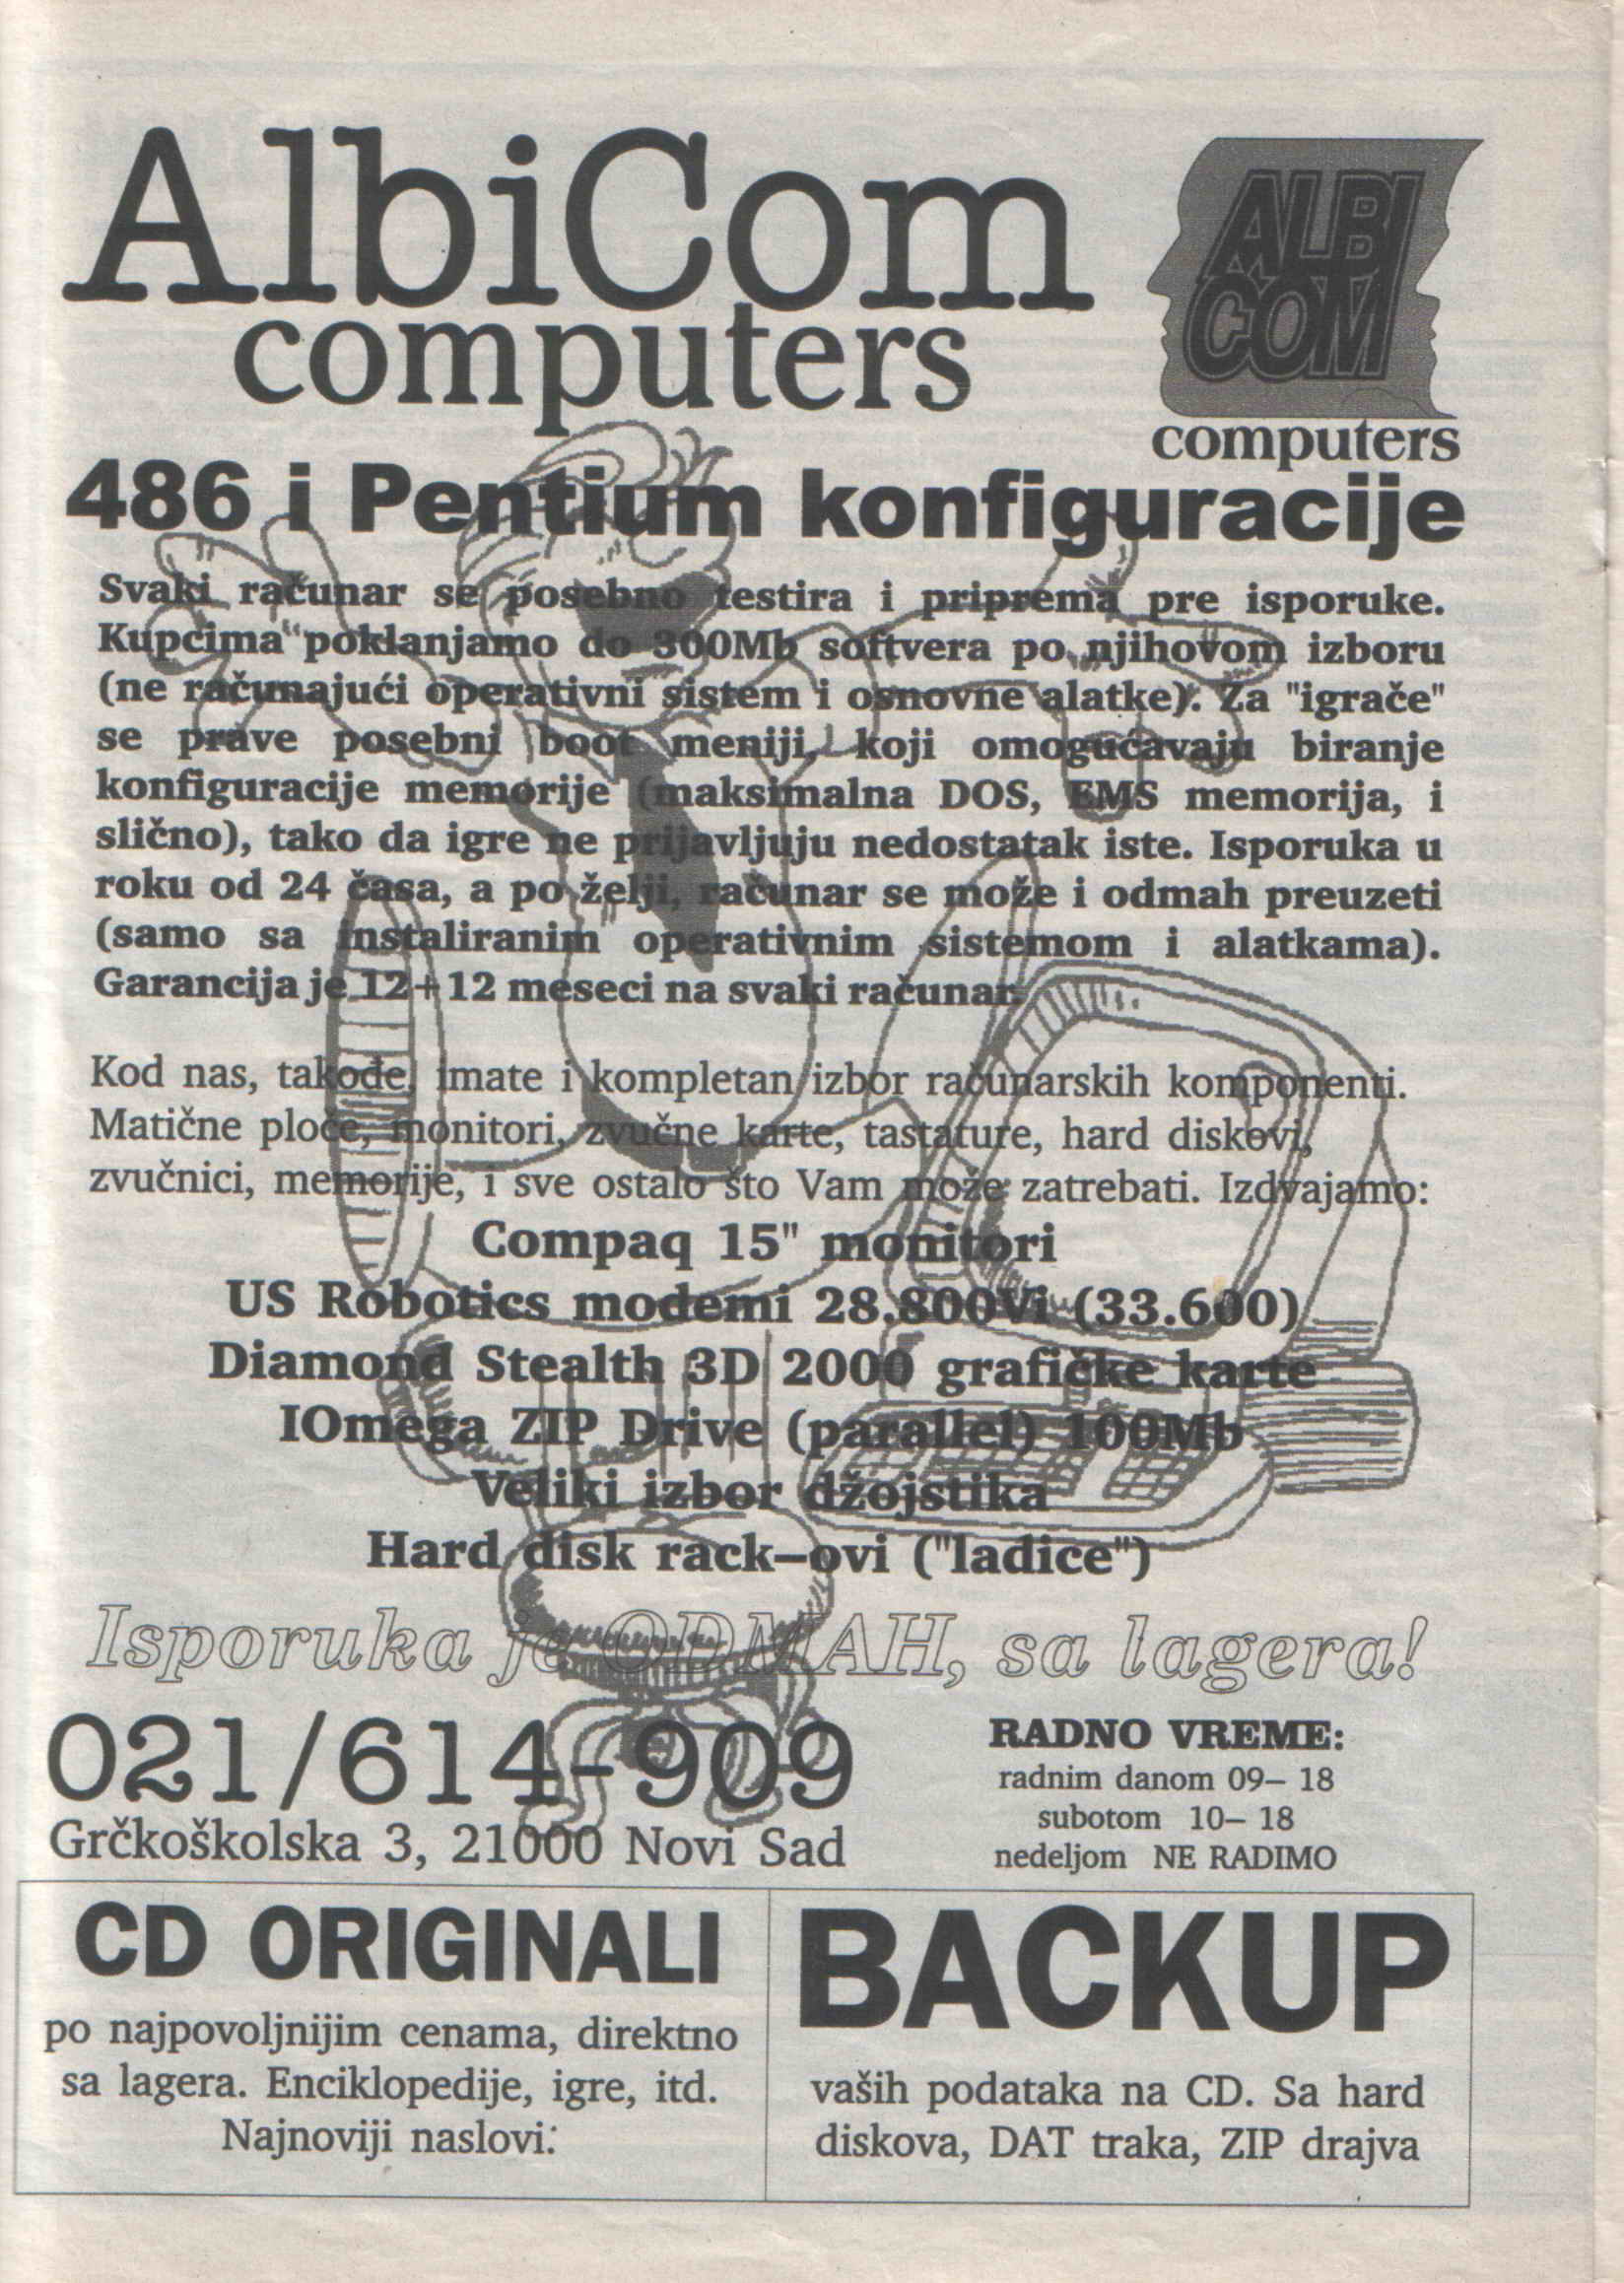 AlbiCom
computers
ALBI
COM
computers
486 i Pentium konfiguracije
Svaki računar se posebno testira i priprema pre isporuke.
Kupcima poklanjamo do 300Mb softvera po njihovom izboru
(ne računajući operativni sistem i osnovne alatke). Za "igrače"
se prave posebni boot meniji, koji omogućavaju biranje
konfiguracije memorije (maksimalna DOS, EMS memorija, i
slično), tako da igre ne prijavljuju nedostatak iste. Isporuka u
roku od 24 časa, a po želji, računar se može i odmah preuzeti
(samo sa instaliranim operativnim sistemom i alatkama).
Garancija je 12+12 meseci na svaki računar.
Kod nas, takođe, imate i kompletan izbor računarskih komponenti.
Matične ploče, monitori, zvučne karte, tastature, hard diskovi,
zvučnici, memorije, i sve ostalo što Vam može zatrebati. Izdvajamo:
Compaq 15" monitori
US Robotics modemi 28.800Vi (33.600)
Diamond Stealth 3D 2000 grafičke karte
IOmega ZIP Drive (parallel) 100Mb
Veliki izbor džojstika
Hard disk rack-ovi ("ladice")
Isporuka je ODMAH, sa lagera!
021/614-909
Grčkoškolska 3, 21000 Novi Sad
RADNO VREME:
radnim danom 09– 18
subotom 10– 18
nedeljom NE RADIMO
CD ORIGINALI
po najpovoljnijim cenama, direktno
sa lagera. Enciklopedije, igre, itd.
Najnoviji naslovi.
BACKUP
vaših podataka na CD. Sa hard
diskova, DAT traka, ZIP drajva